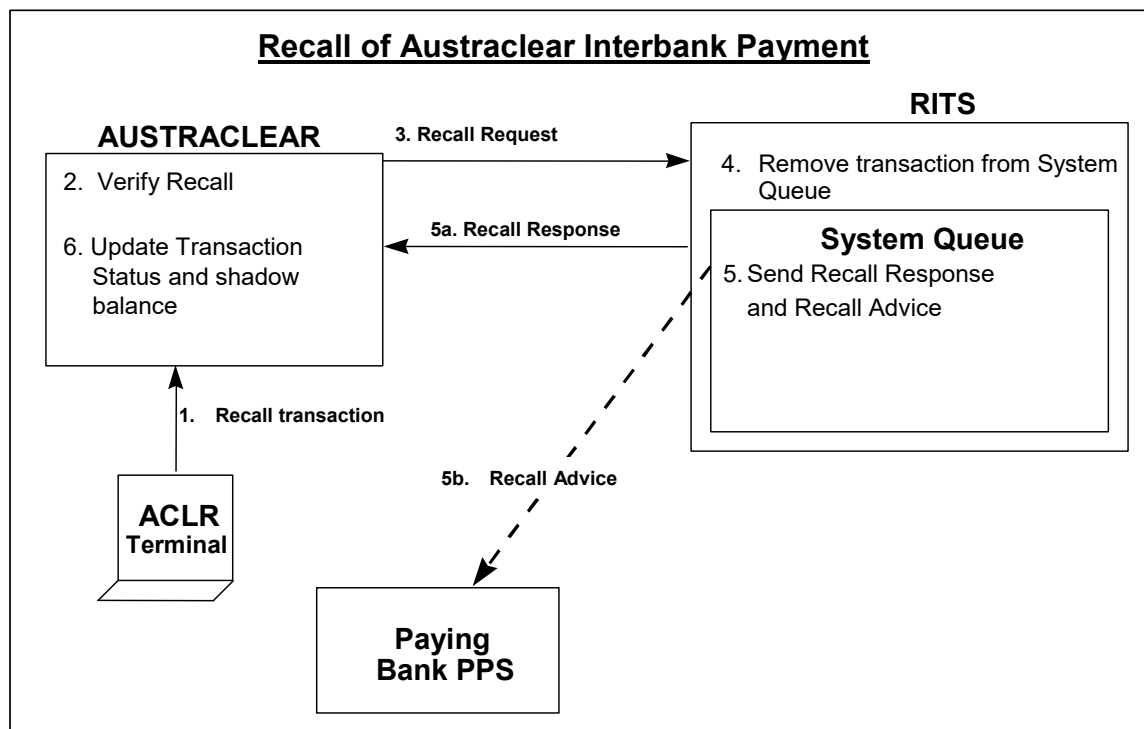 Recall of Austraclear Interbank Payment
RITS
AUSTRACLEAR
3. Recall Request
2. Verify Recall
4. Remove transaction from System
Queue
5a. Recall Response
6. Update Transaction
Status and shadow
balance
System Queue
5. Send Recall Response
and Recall Advice
1. Recall transaction
5b. Recall Advice
ACLR
Terminal
Paying
Bank PPS